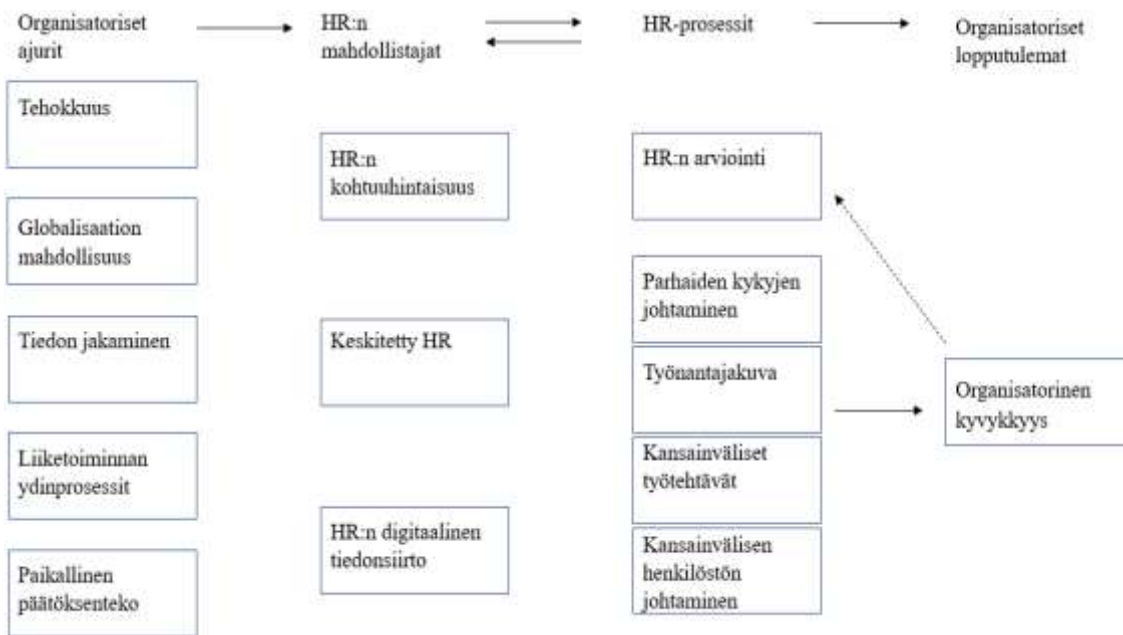 Organisatoriset
ajurit
HR:n
mahdollistajat
HR-prosessit
Organisatoriset
lopputulemat
Tehokkuus
Globalisaation
mahdollisuus
Tiedon jakaminen
Liiketoiminnan
ydinprosessit
Paikallinen
päätöksenteko
HR:n
kohtuuhintaisuus
Keskitetty HR
HR:n digitaalinen
tiedonsiirto
HR:n arviointi
Parhaiden kykyjen
johtaminen
Työnantajakuva
Kansainväliset
työtehtävät
Kansainvälisen
henkilöstön
johtaminen
Organisatorinen
kyvykkyys